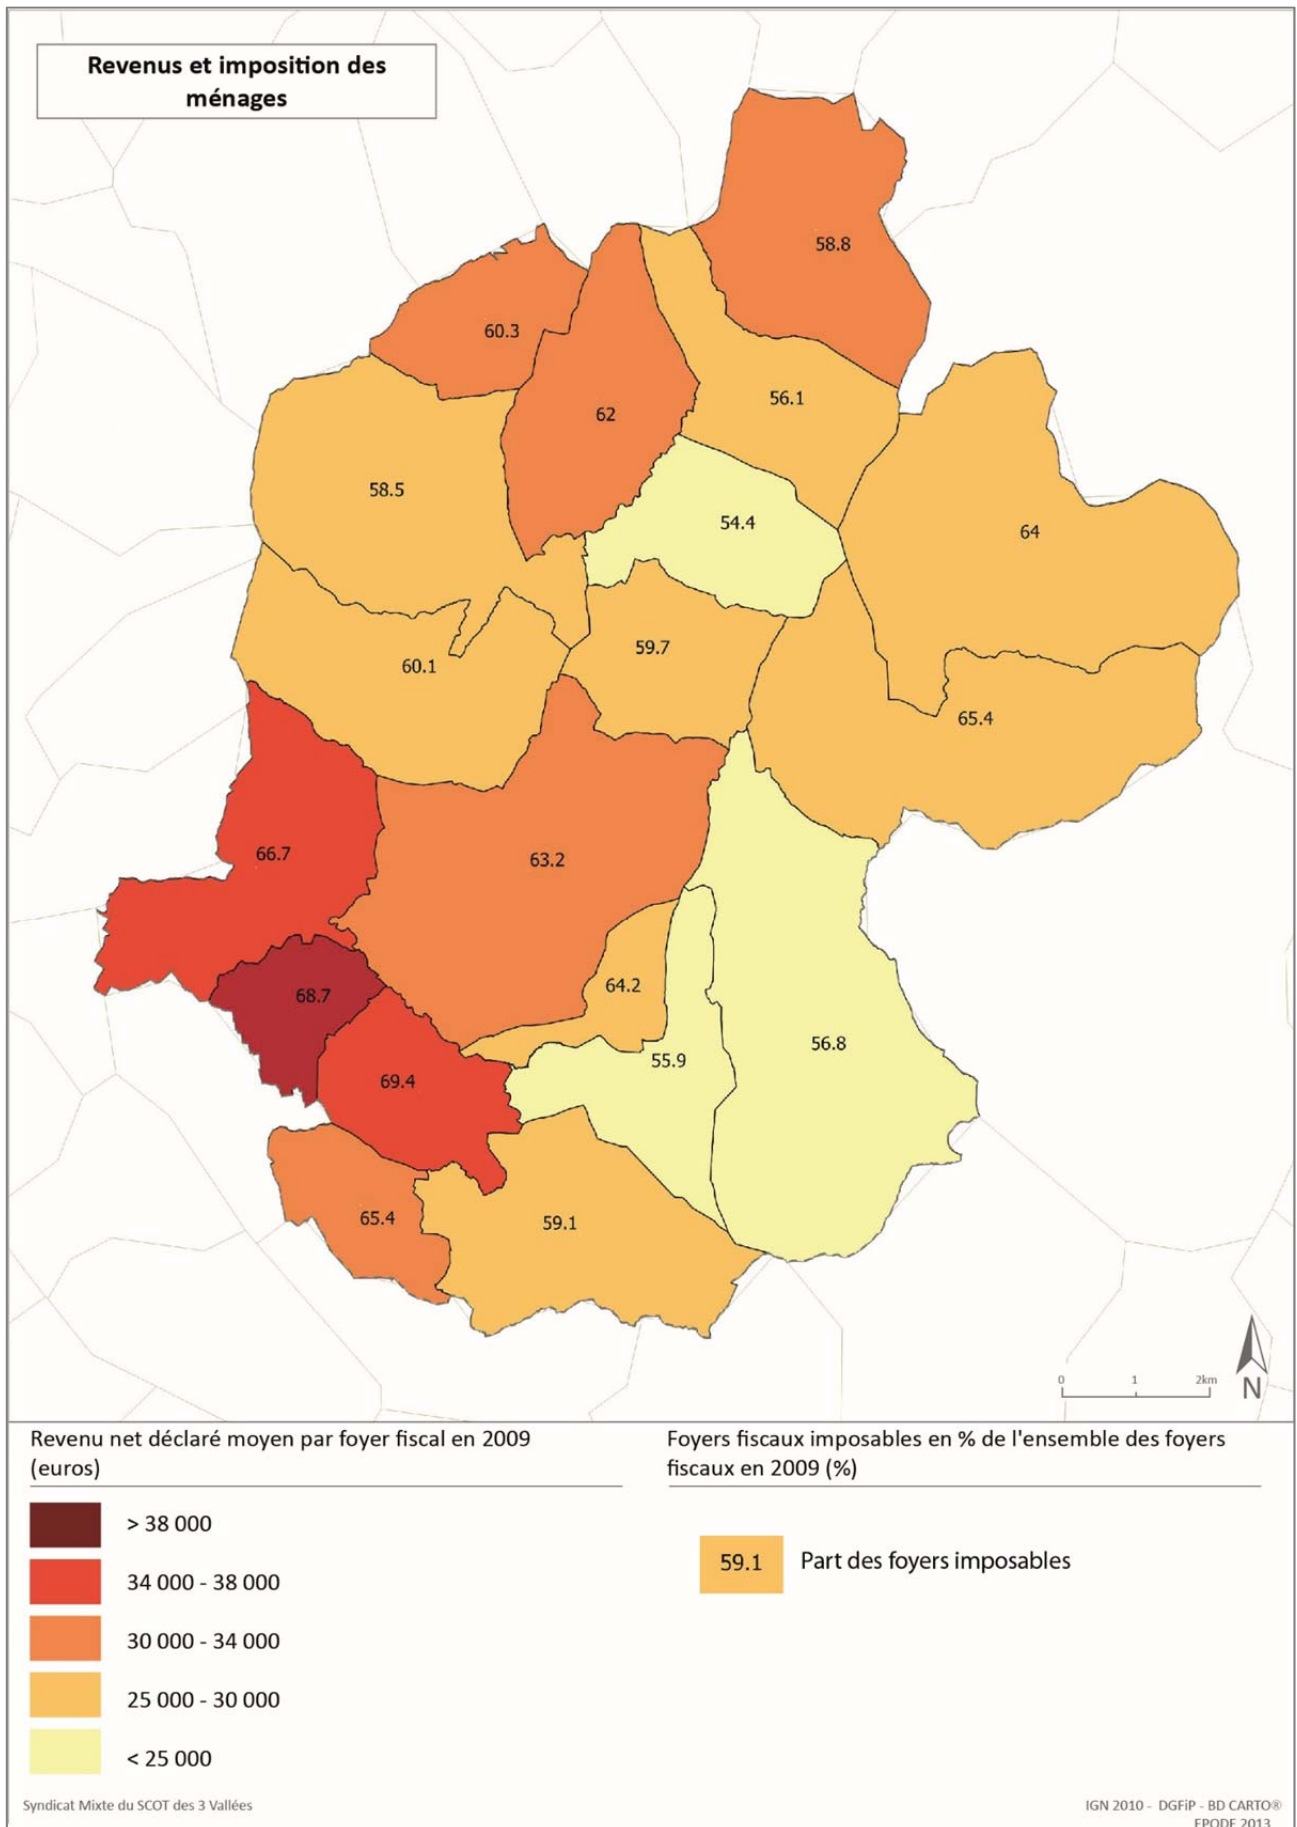 Revenus et imposition des
ménages
58.8
60.3
62
56.1
58.5
54.4
64
59.7
60.1
65.4
66.7
63.2
64.2
68.7
56.8
55.9
69.4
65.4
59.1
0 1 2km
N
Revenu net déclaré moyen par foyer fiscal en 2009
(euros)
> 38 000
34 000 - 38 000
30 000 - 34 000
25 000 - 30 000
< 25 000
Foyers fiscaux imposables en % de l'ensemble des foyers
fiscaux en 2009 (%)
59.1 Part des foyers imposables
Syndicat Mixte du SCOT des 3 Vallées
IGN 2010 - DGFiP - BD CARTO®
EPODE 2013